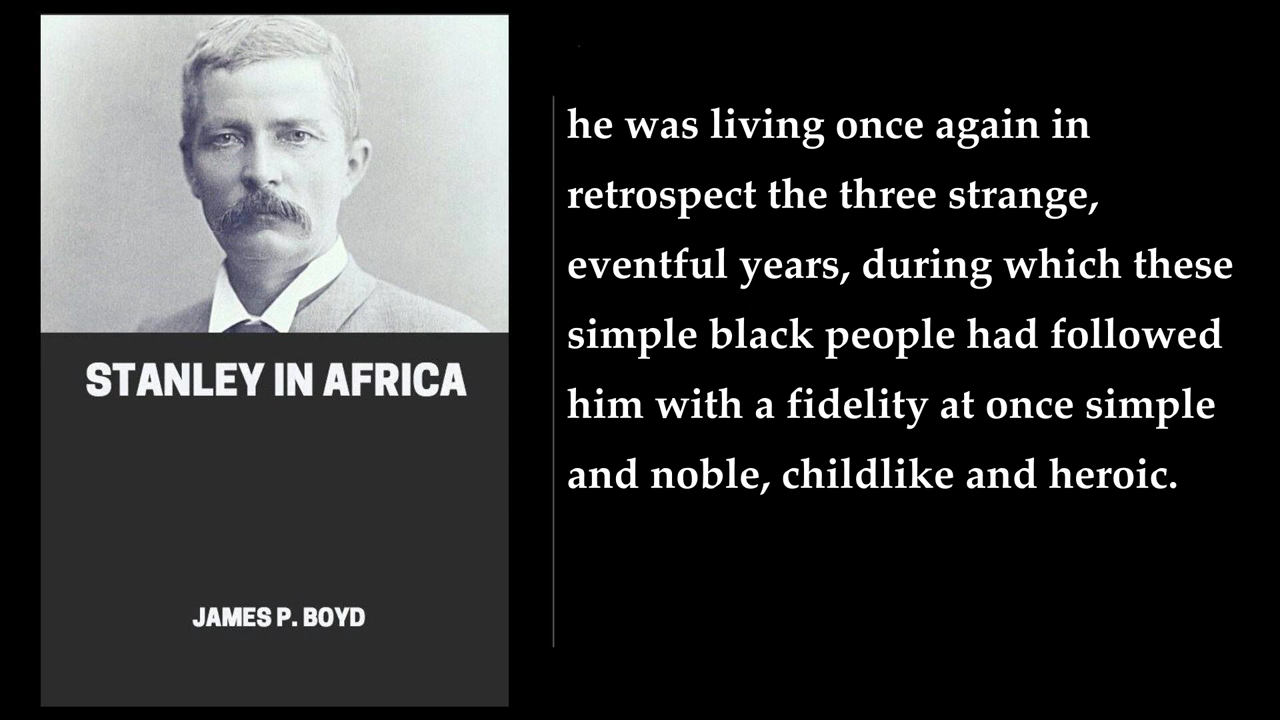 STANLEY IN AFRICA
JAMES P. BOYD
he was living once again in
retrospect the three strange,
eventful years, during which these
simple black people had followed
him with a fidelity at once simple
and noble, childlike and heroic.